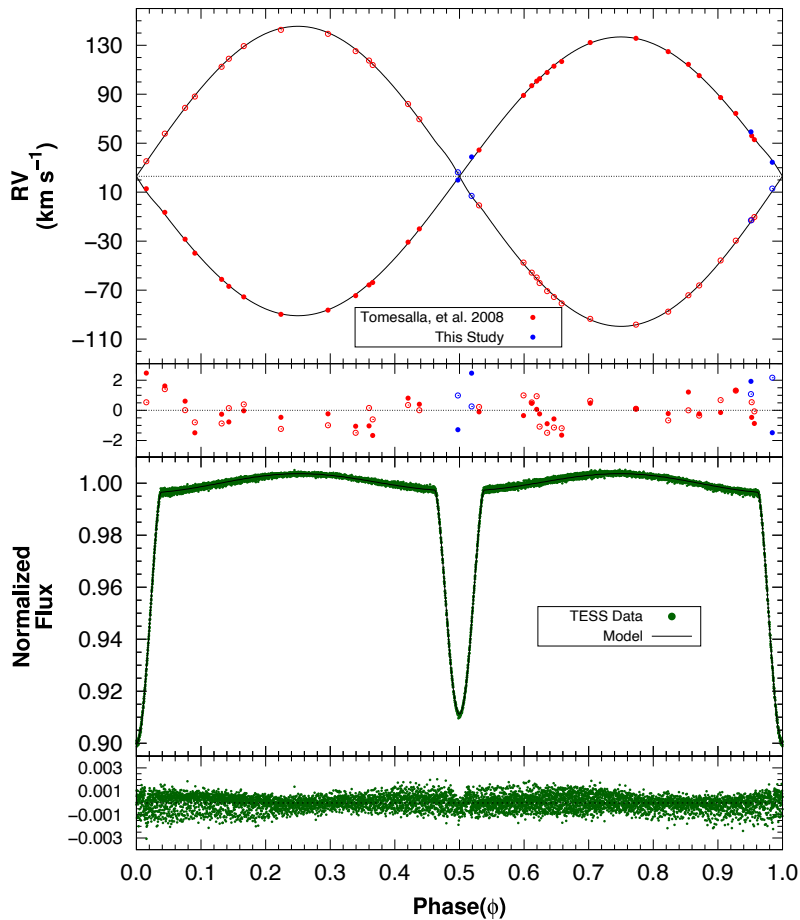 RV
(km s⁻¹)
130
90
50
10
−30
−70
−110
Tomesalla, et al. 2008
This Study
2
0
−2
Normalized
Flux
1.00
0.98
0.96
0.94
0.92
0.90
TESS Data
Model
0.003
0.001
−0.001
−0.003
0.0 0.1 0.2 0.3 0.4 0.5 0.6 0.7 0.8 0.9 1.0
Phase(ϕ)